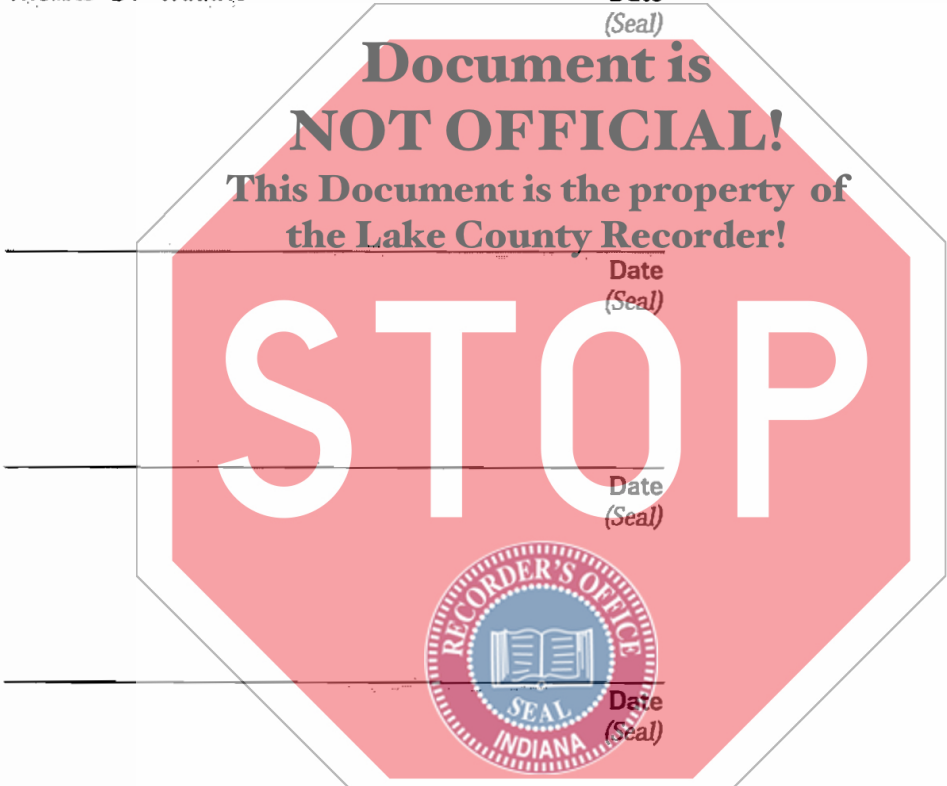 Date
(Seal)
Document is
NOT OFFICIAL!
This Document is the property of
the Lake County Recorder!
Date
(Seal)
STOP
Date
(Seal)
RECORDER'S OFFICE
SEAL
INDIANA
Date
(Seal)